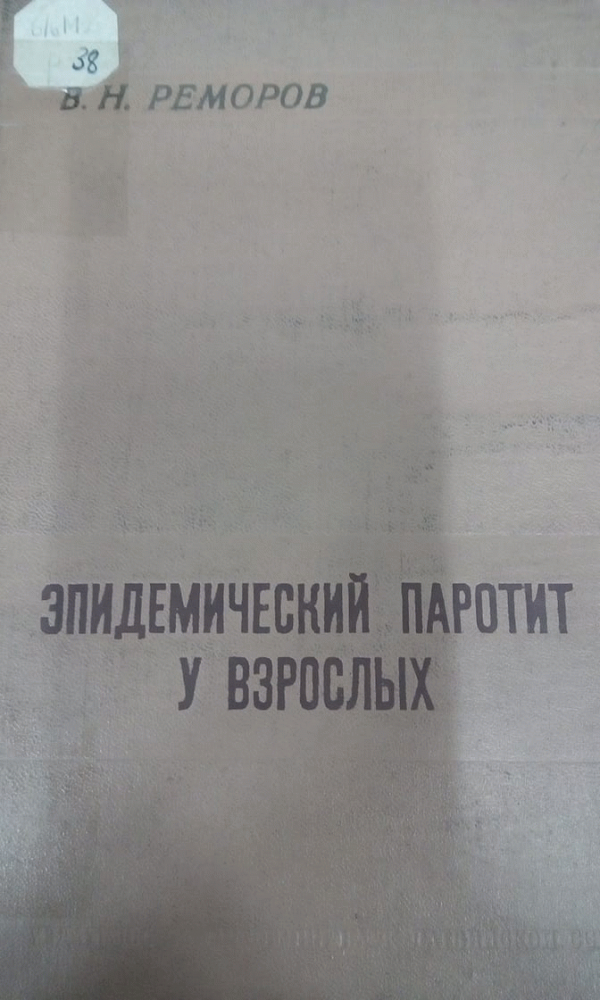 38
В. Н. РЕМОРОВ
ЭПИДЕМИЧЕСКИЙ ПАРОТИТ
У ВЗРОСЛЫХ